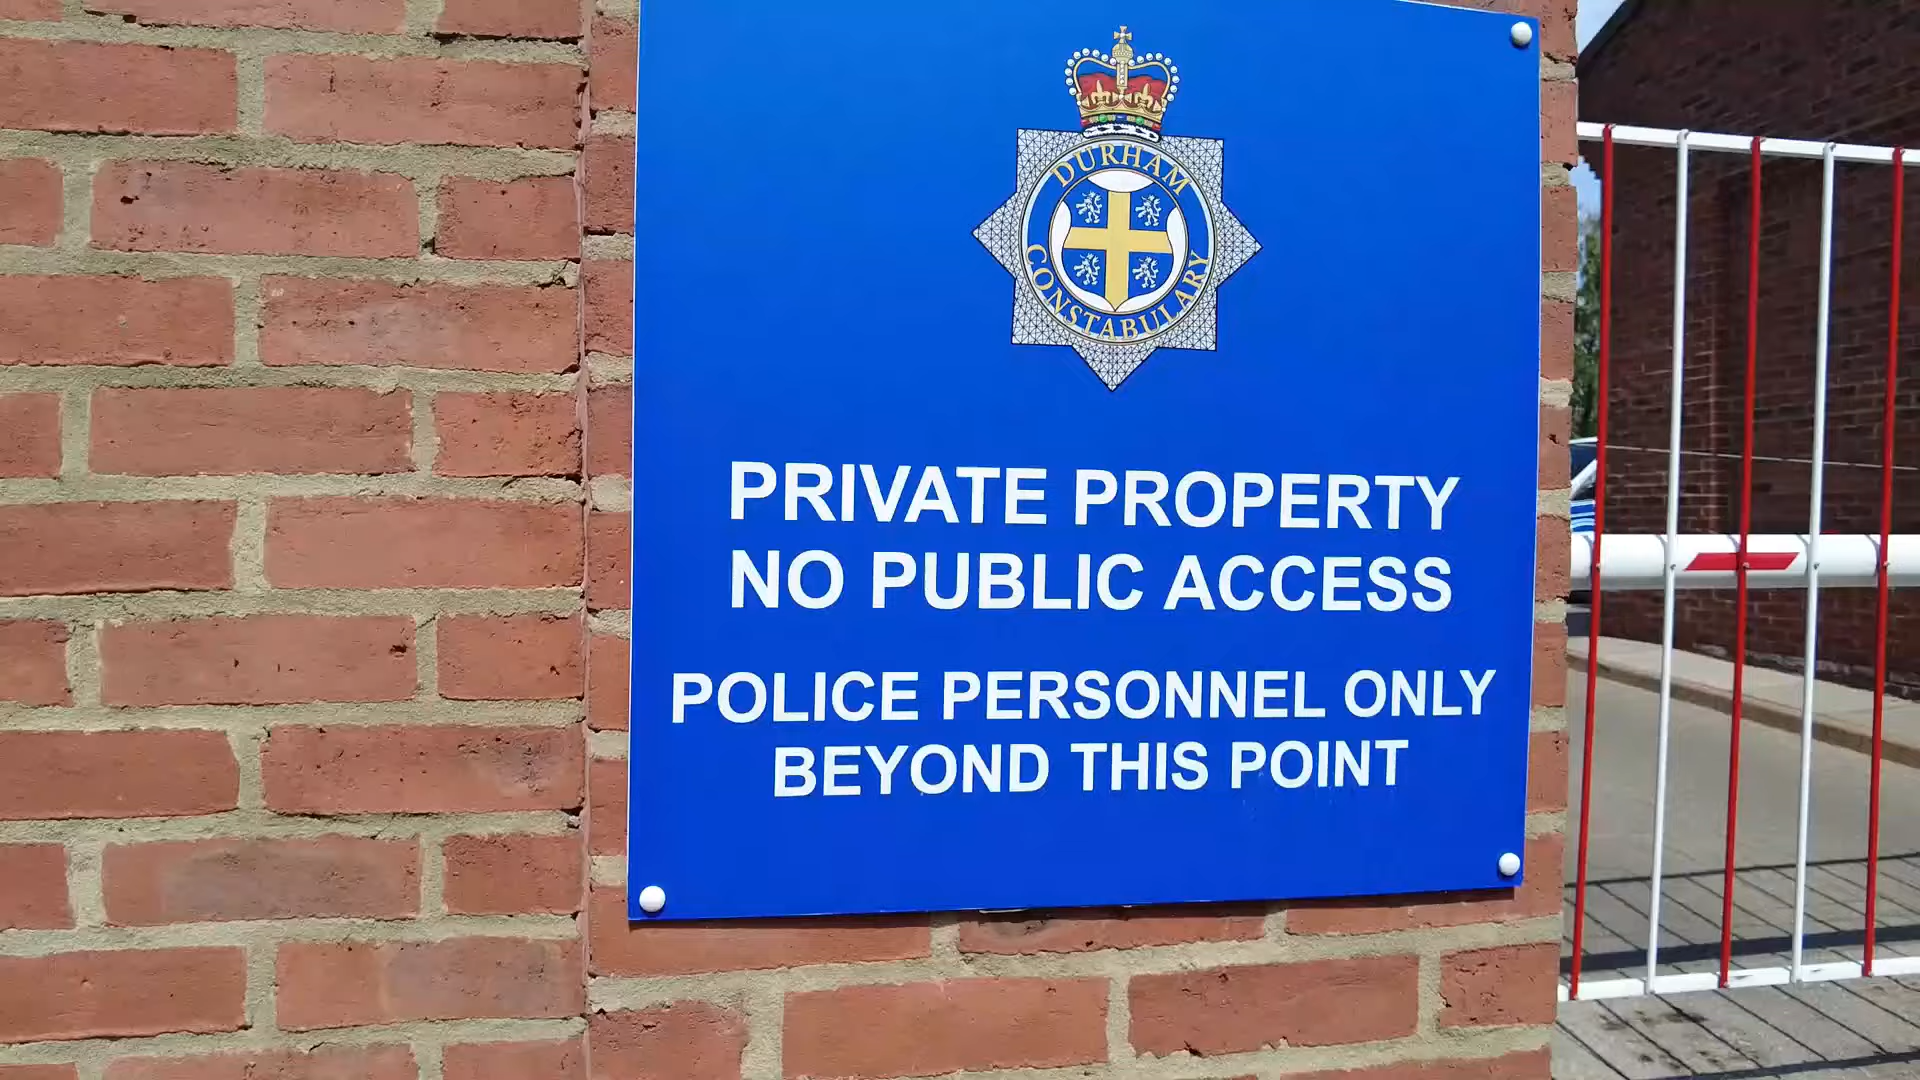 DURHAM
CONSTABULARY
PRIVATE PROPERTY
NO PUBLIC ACCESS
POLICE PERSONNEL ONLY
BEYOND THIS POINT